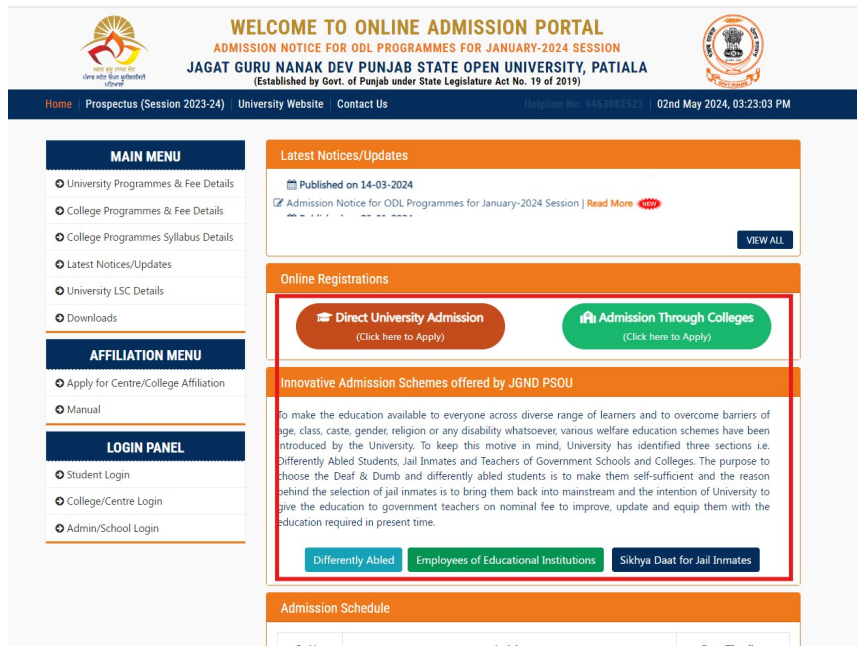 WELCOME TO ONLINE ADMISSION PORTAL
ADMISSION NOTICE FOR ODL PROGRAMMES FOR JANUARY-2024 SESSION
JAGAT GURU NANAK DEV PUNJAB STATE OPEN UNIVERSITY, PATIALA
(Established by Govt. of Punjab under State Legislature Act No. 19 of 2019)
Home | Prospectus (Session 2023-24) | University Website | Contact Us
Helpline No: 9463082523 | 02nd May 2024, 03:23:03 PM
MAIN MENU
University Programmes & Fee Details
College Programmes & Fee Details
College Programmes Syllabus Details
Latest Notices/Updates
University LSC Details
Downloads
AFFILIATION MENU
Apply for Centre/College Affiliation
Manual
LOGIN PANEL
Student Login
College/Centre Login
Admin/School Login
Latest Notices/Updates
Published on 14-03-2024
Admission Notice for ODL Programmes for January-2024 Session | Read More NEW
VIEW ALL
Online Registrations
Direct University Admission
(Click here to Apply)
Admission Through Colleges
(Click here to Apply)
Innovative Admission Schemes offered by JGND PSOU
To make the education available to everyone across diverse range of learners and to overcome barriers of
age, class, caste, gender, religion or any disability whatsoever, various welfare education schemes have been
introduced by the University. To keep this motive in mind, University has identified three sections i.e.
Differently Abled Students, Jail Inmates and Teachers of Government Schools and Colleges. The purpose to
choose the Deaf & Dumb and differently abled students is to make them self-sufficient and the reason
behind the selection of jail inmates is to bring them back into mainstream and the intention of University to
give the education to government teachers on nominal fee to improve, update and equip them with the
education required in present time.
Differently Abled
Employees of Educational Institutions
Sikhya Daat for Jail Inmates
Admission Schedule